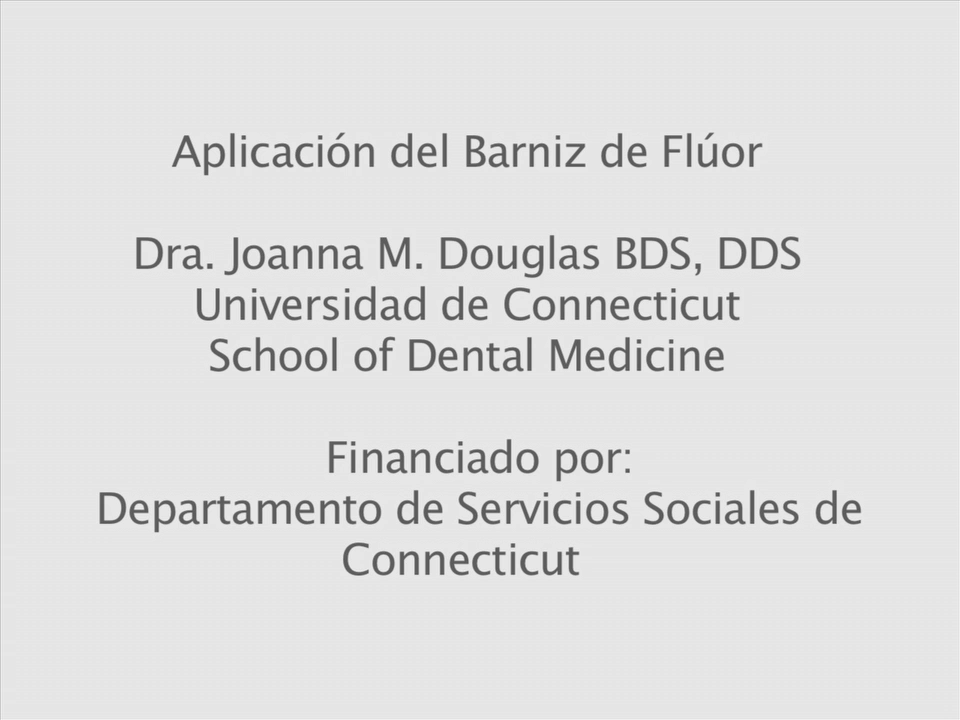 Aplicación del Barniz de Flúor
Dra. Joanna M. Douglas BDS, DDS
Universidad de Connecticut
School of Dental Medicine
Financiado por:
Departamento de Servicios Sociales de
Connecticut